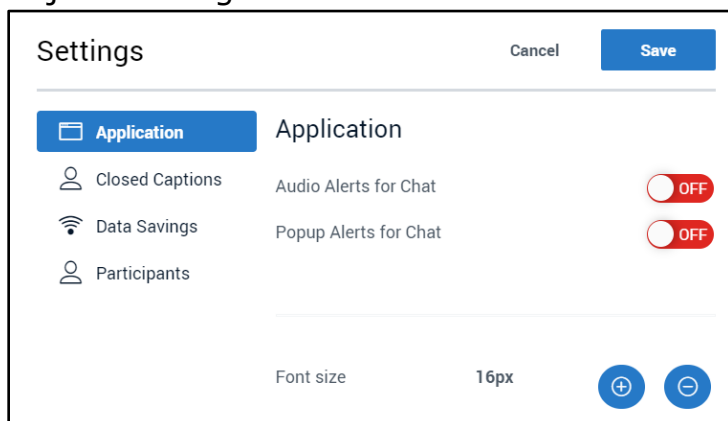 Settings
Cancel
Save
Application
Closed Captions
Data Savings
Participants
Application
Audio Alerts for Chat
OFF
Popup Alerts for Chat
OFF
Font size
16px